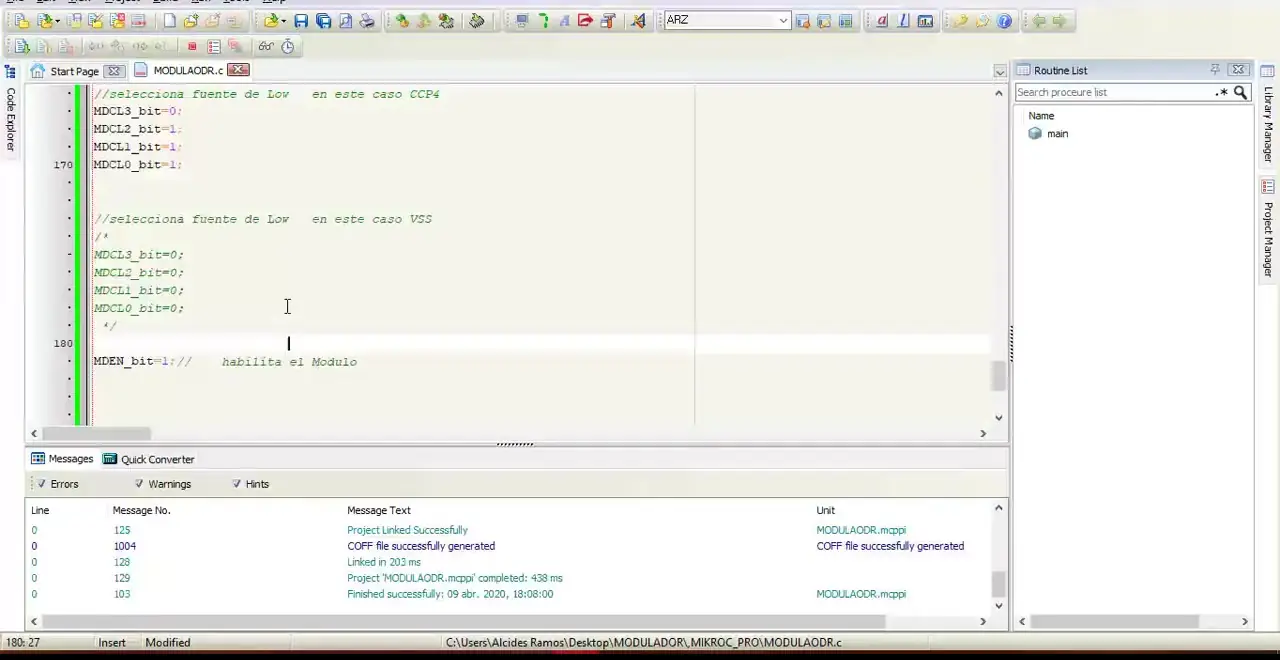 ARZ
Start Page
MODULAODR.c
Code Explorer
//selecciona fuente de Low   en este caso CCP4
MDCL3_bit=0;
MDCL2_bit=1;
MDCL1_bit=1;
170 MDCL0_bit=1;
//selecciona fuente de Low   en este caso VSS
/*
MDCL3_bit=0;
MDCL2_bit=0;
MDCL1_bit=0;
MDCL0_bit=0;
*/
180
MDEN_bit=1;//    habilita el Modulo
Routine List
Search proceure list
.*
Name
main
Library Manager
Project Manager
Messages Quick Converter
Errors Warnings Hints
Line Message No. Message Text Unit
0 125 Project Linked Successfully MODULAODR.mcppi
0 1004 COFF file successfully generated COFF file successfully generated
0 128 Linked in 203 ms
0 129 Project 'MODULAODR.mcppi' completed: 438 ms
0 103 Finished successfully: 09 abr. 2020, 18:08:00 MODULAODR.mcppi
180: 27 Insert Modified C:\Users\Alcides Ramos\Desktop\MODULADOR\.MIKROC_PRO\MODULAODR.c